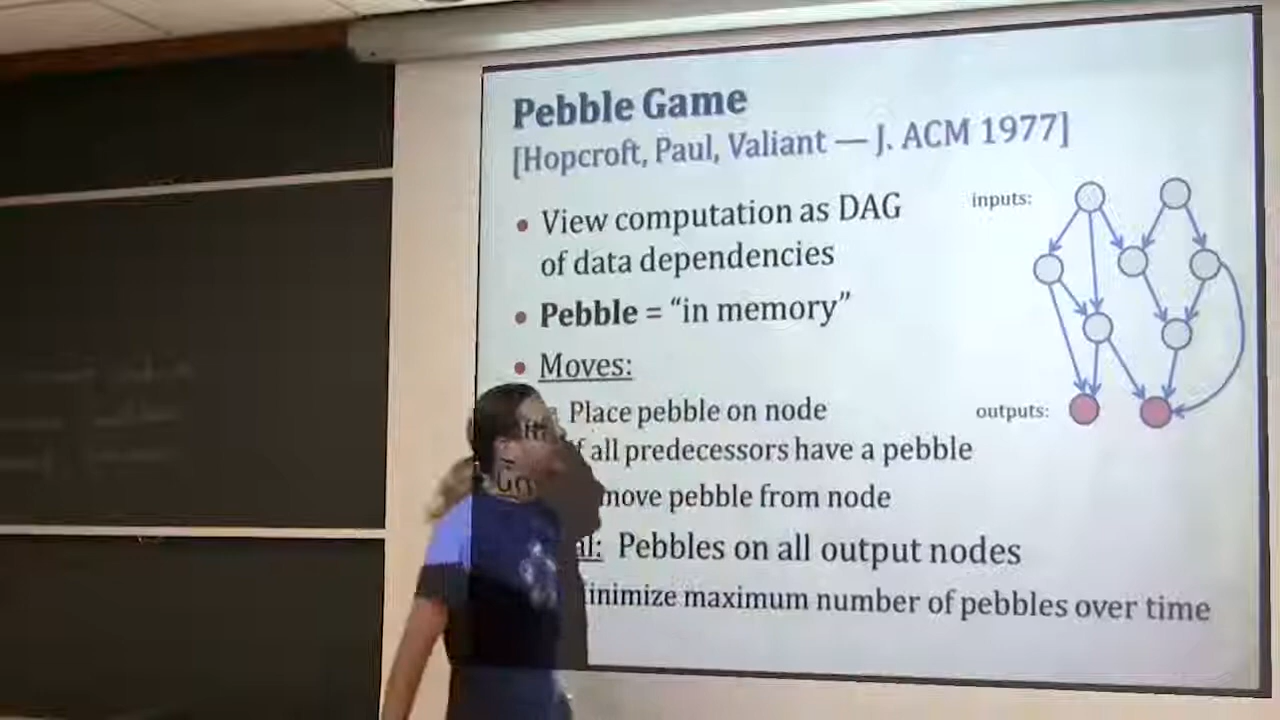 Pebble Game
[Hopcroft, Paul, Valiant — J. ACM 1977]
• View computation as DAG
of data dependencies
• Pebble = “in memory”
• Moves:
Place pebble on node
if all predecessors have a pebble
move pebble from node
al: Pebbles on all output nodes
inimize maximum number of pebbles over time
inputs:
outputs: